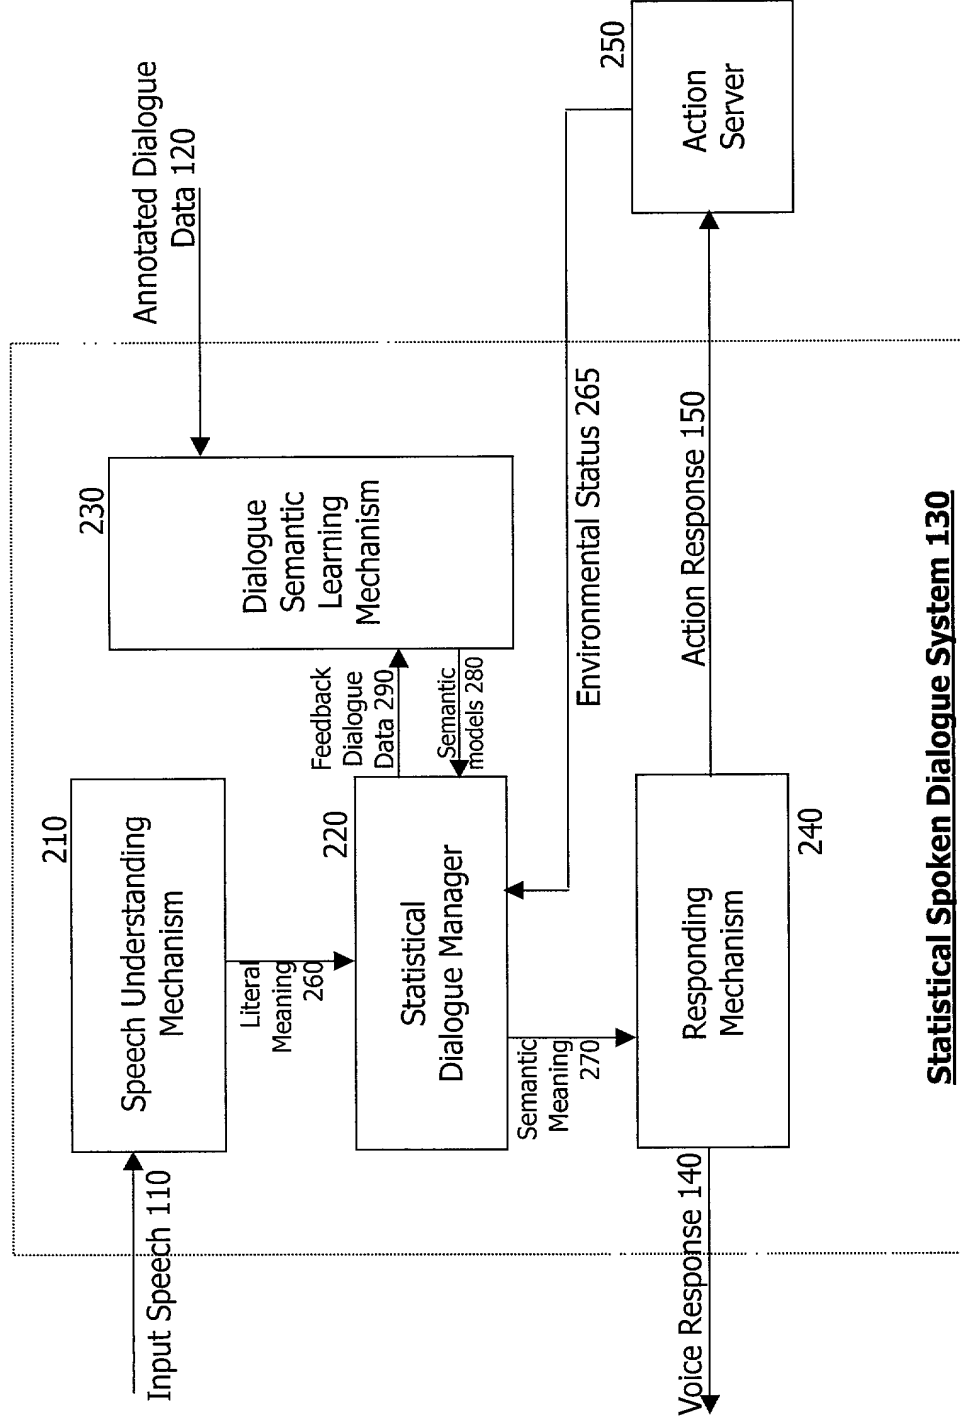 Annotated Dialogue
Data 120
Input Speech 110
210
Speech Understanding
Mechanism
230
Dialogue
Semantic
Learning
Mechanism
Literal
Meaning
260
Feedback
Dialogue
Data 290
Semantic
models 280
220
Statistical
Dialogue Manager
Environmental Status 265
250
Action
Server
Semantic
Meaning
270
Responding
Mechanism
240
Action Response 150
Voice Response 140
Statistical Spoken Dialogue System 130